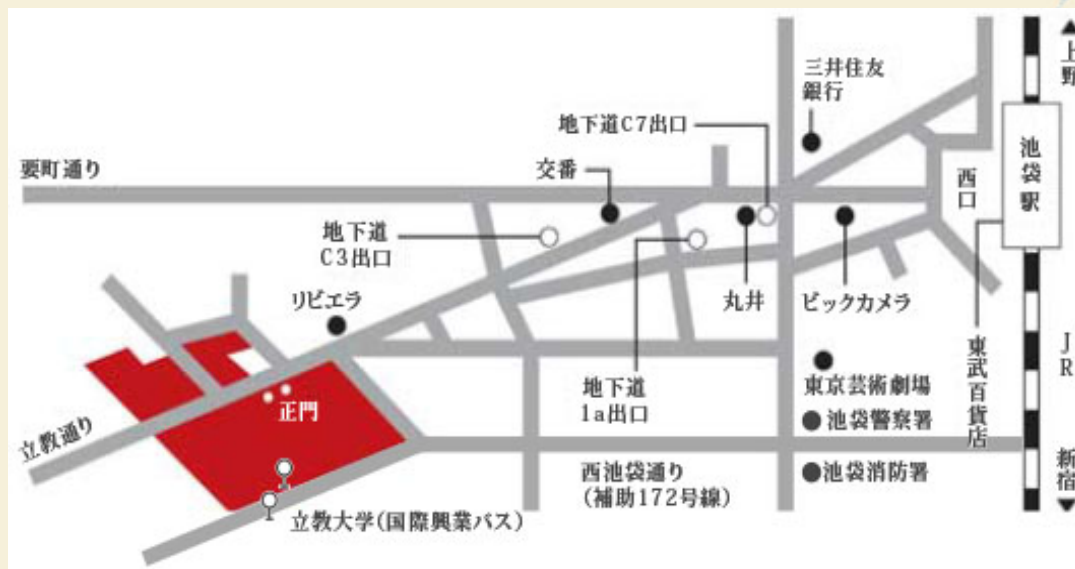 上野
三井住友
銀行
地下道C7出口
池袋駅
要町通り
交番
西口
地下道
C3出口
リビエラ
丸井
ビックカメラ
東武百貨店
JR
地下道
1a出口
東京芸術劇場
正門
池袋警察署
立教通り
西池袋通り
(補助172号線)
池袋消防署
新宿
立教大学(国際興業バス)